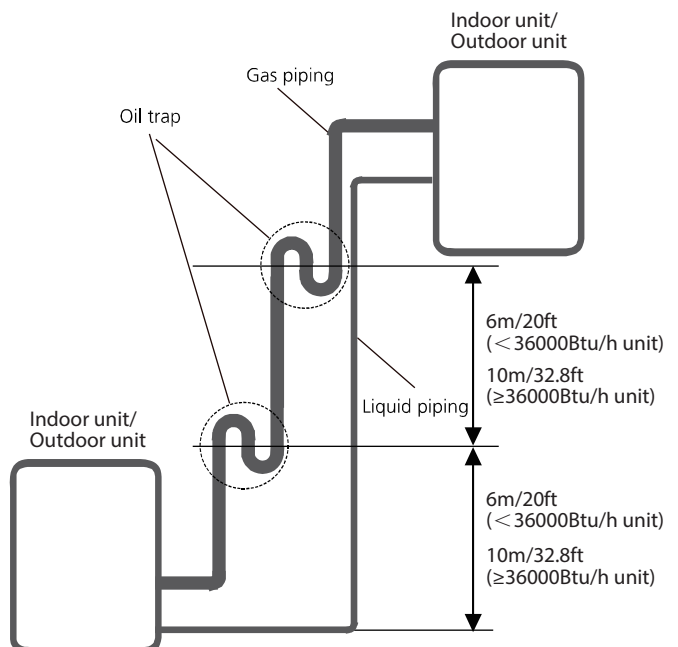 Indoor unit/
Outdoor unit
Gas piping
Oil trap
6m/20ft
(＜36000Btu/h unit)
10m/32.8ft
(≥36000Btu/h unit)
Liquid piping
Indoor unit/
Outdoor unit
6m/20ft
(＜36000Btu/h unit)
10m/32.8ft
(≥36000Btu/h unit)